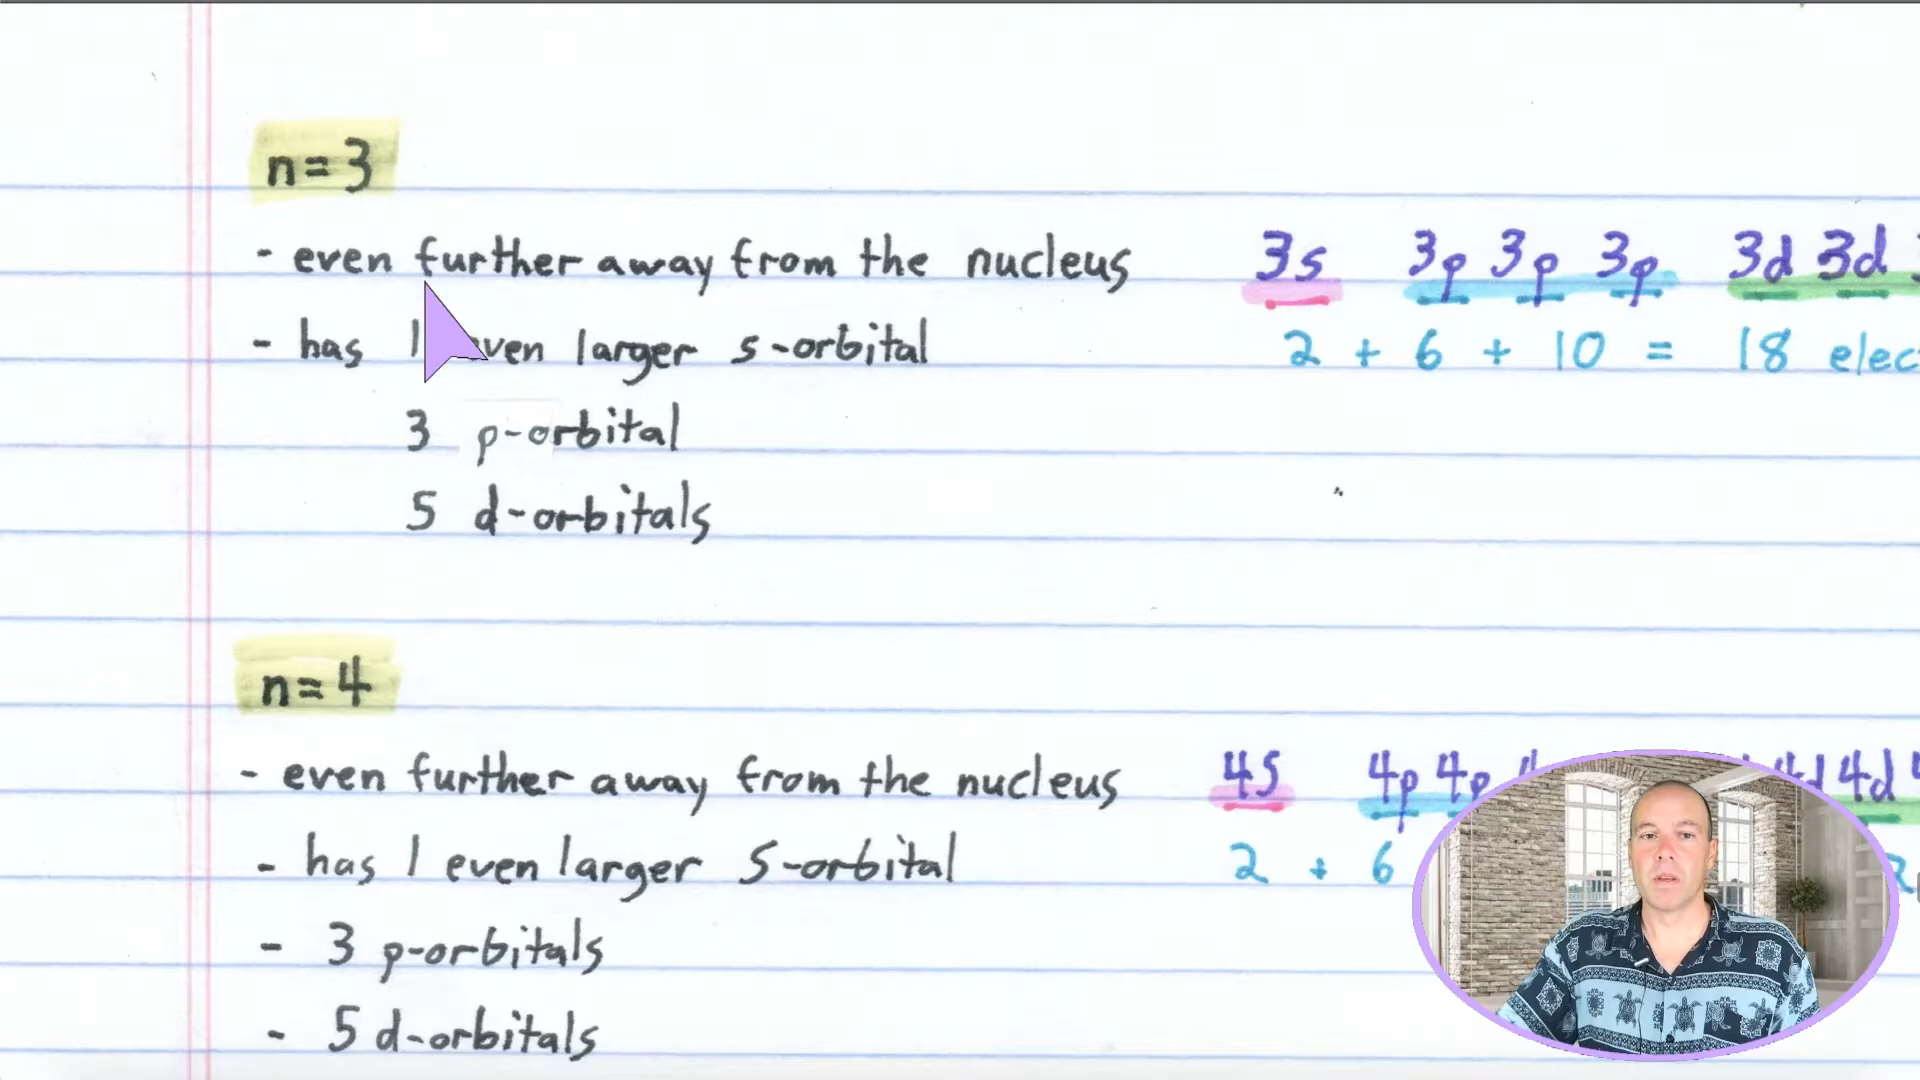 n=3
- even further away from the nucleus
3s 3p 3p 3p 3d 3d
- has 1 even larger s-orbital
2 + 6 + 10 = 18 elec
3 p-orbital
5 d-orbitals
n=4
- even further away from the nucleus
4s 4p 4p 4d 4d
- has 1 even larger s-orbital
2 + 6
- 3 p-orbitals
- 5 d-orbitals